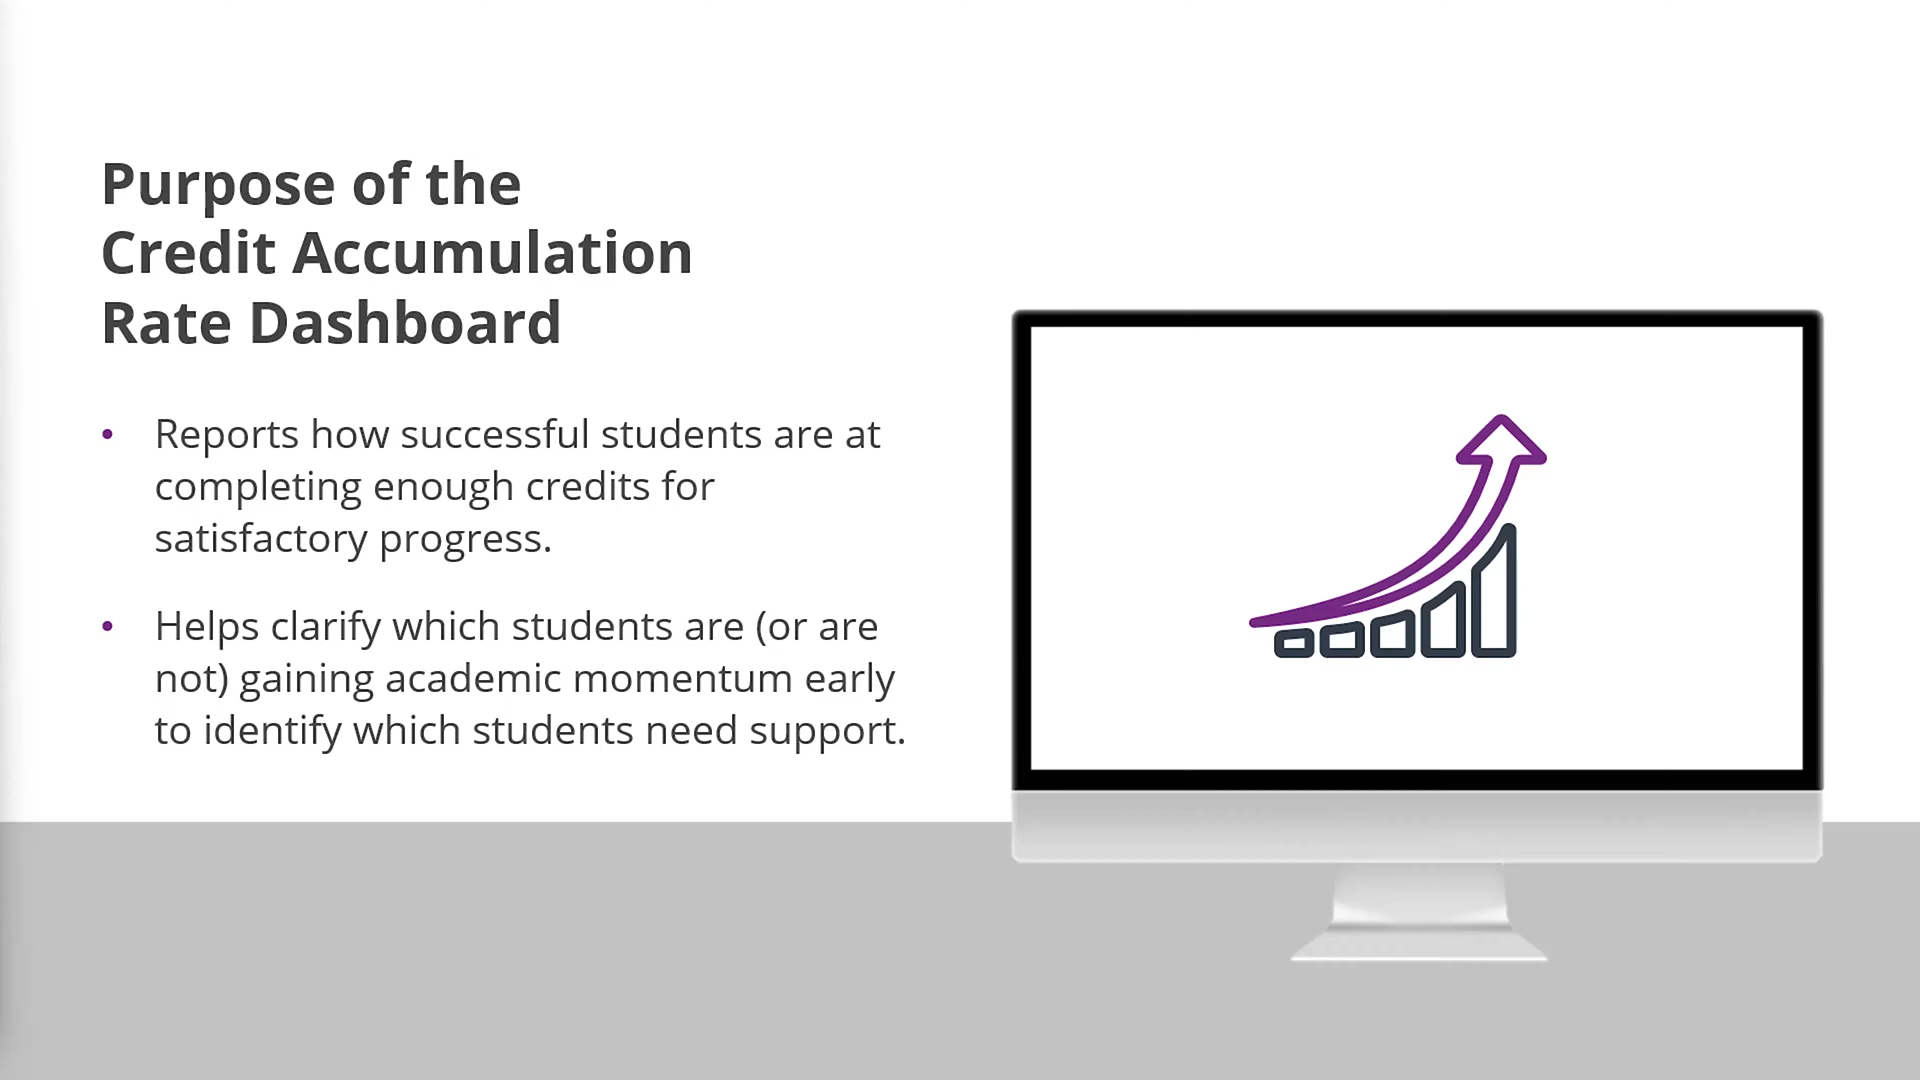 Purpose of the
Credit Accumulation
Rate Dashboard
• Reports how successful students are at
completing enough credits for
satisfactory progress.
• Helps clarify which students are (or are
not) gaining academic momentum early
to identify which students need support.